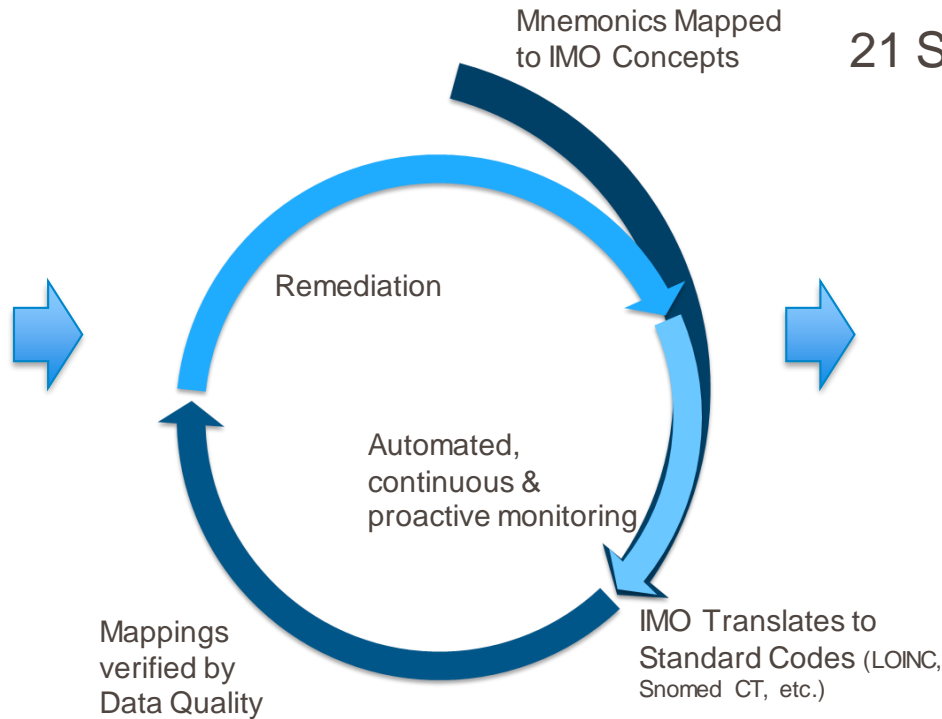 Mnemonics Mapped
to IMO Concepts
21 S
Remediation
Automated,
continuous &
proactive monitoring
IMO Translates to
Standard Codes (LOINC,
Snomed CT, etc.)
Mappings
verified by
Data Quality